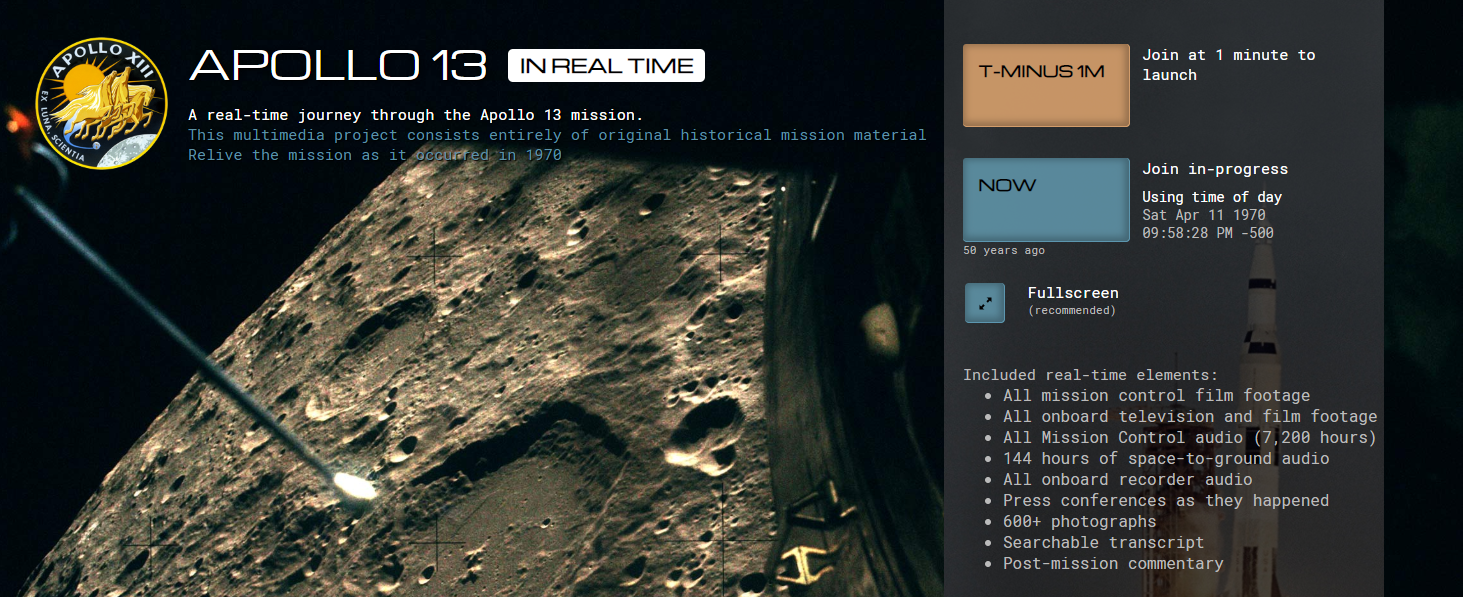 APOLLO XIII
EX LUNA, SCIENTIA
APOLLO 13 IN REAL TIME
A real-time journey through the Apollo 13 mission.
This multimedia project consists entirely of original historical mission material
Relive the mission as it occurred in 1970
T-MINUS 1M
Join at 1 minute to
launch
NOW
Join in-progress
Using time of day
Sat Apr 11 1970
09:58:28 PM -500
50 years ago
Fullscreen
(recommended)
Included real-time elements:
• All mission control film footage
• All onboard television and film footage
• All Mission Control audio (7,200 hours)
• 144 hours of space-to-ground audio
• All onboard recorder audio
• Press conferences as they happened
• 600+ photographs
• Searchable transcript
• Post-mission commentary